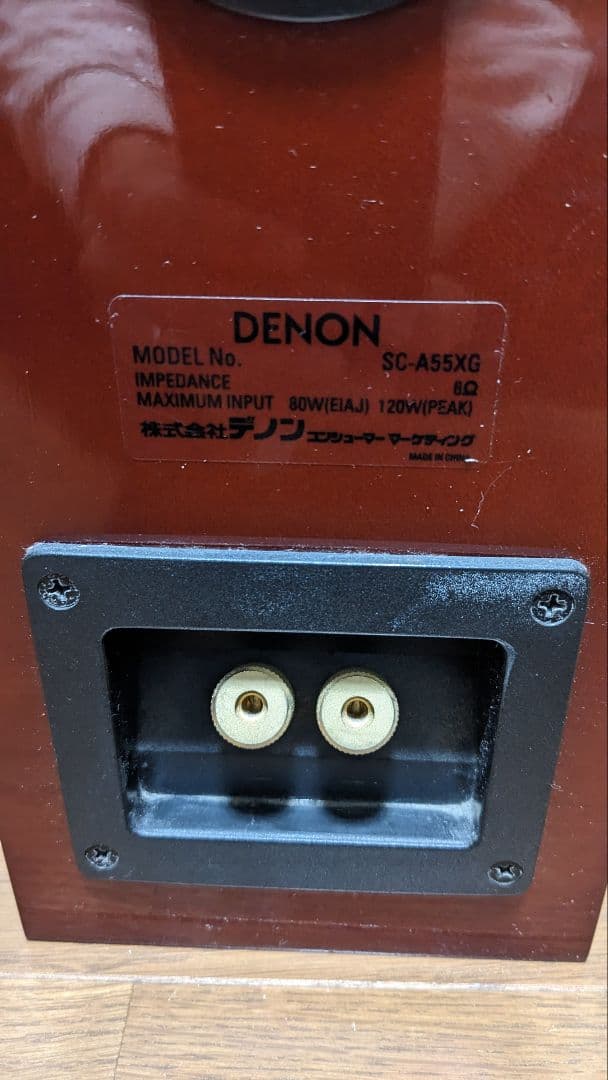 DENON
MODEL No. SC-A55XG
IMPEDANCE 6Ω
MAXIMUM INPUT 80W(EIAJ) 120W(PEAK)
株式会社デノン コンシューマー マーケティング
MADE IN CHINA